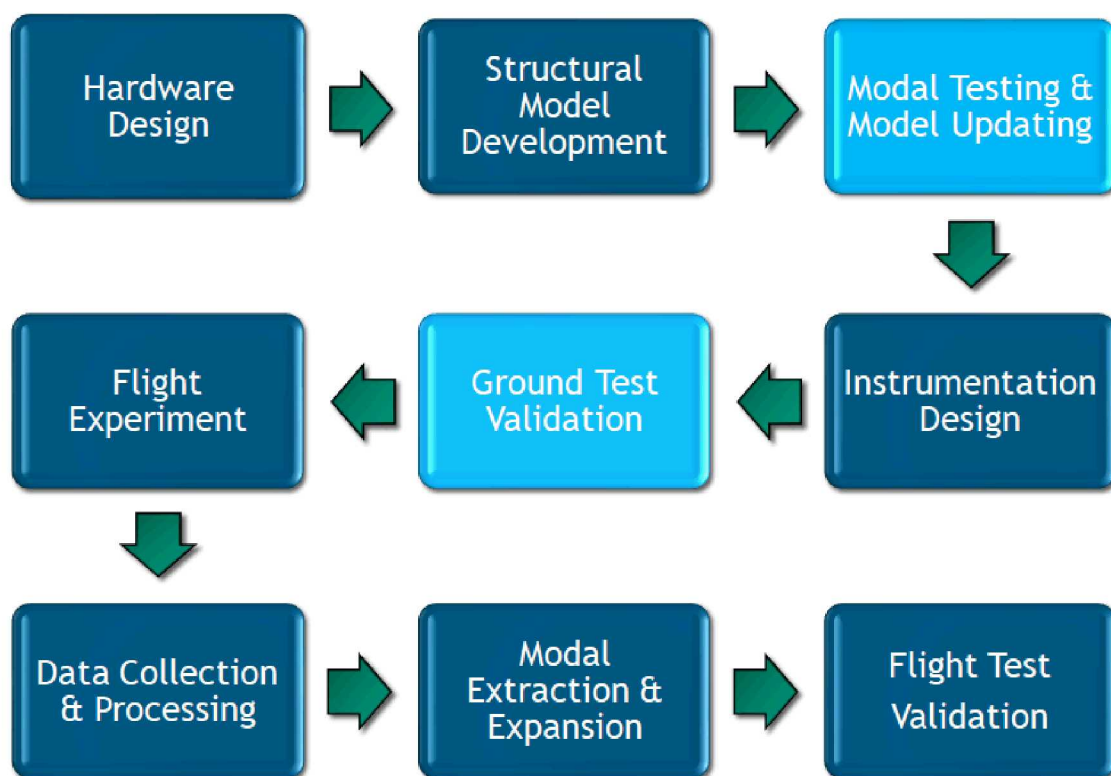 Hardware
Design
Structural
Model
Development
Modal Testing &
Model Updating
Flight
Experiment
Ground Test
Validation
Instrumentation
Design
Data Collection
& Processing
Modal
Extraction &
Expansion
Flight Test
Validation